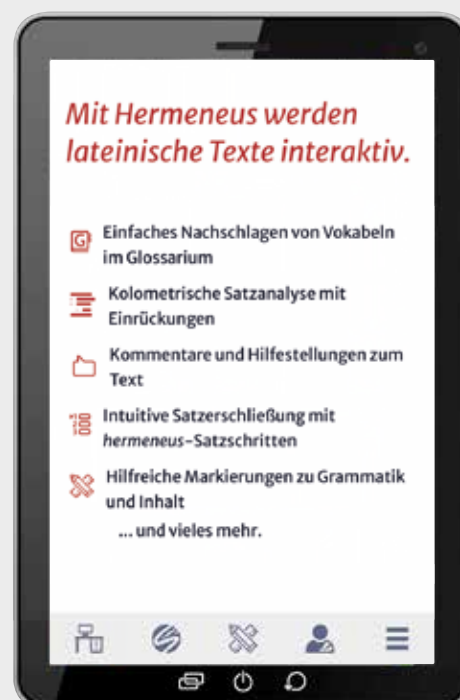 Mit Hermeneus werden
lateinische Texte interaktiv.
G
Einfaches Nachschlagen von Vokabeln
im Glossarium
Kolometrische Satzanalyse mit
Einrückungen
Kommentare und Hilfestellungen zum
Text
Intuitive Satzerschließung mit
hermeneus-Satzschritten
Hilfreiche Markierungen zu Grammatik
und Inhalt
... und vieles mehr.